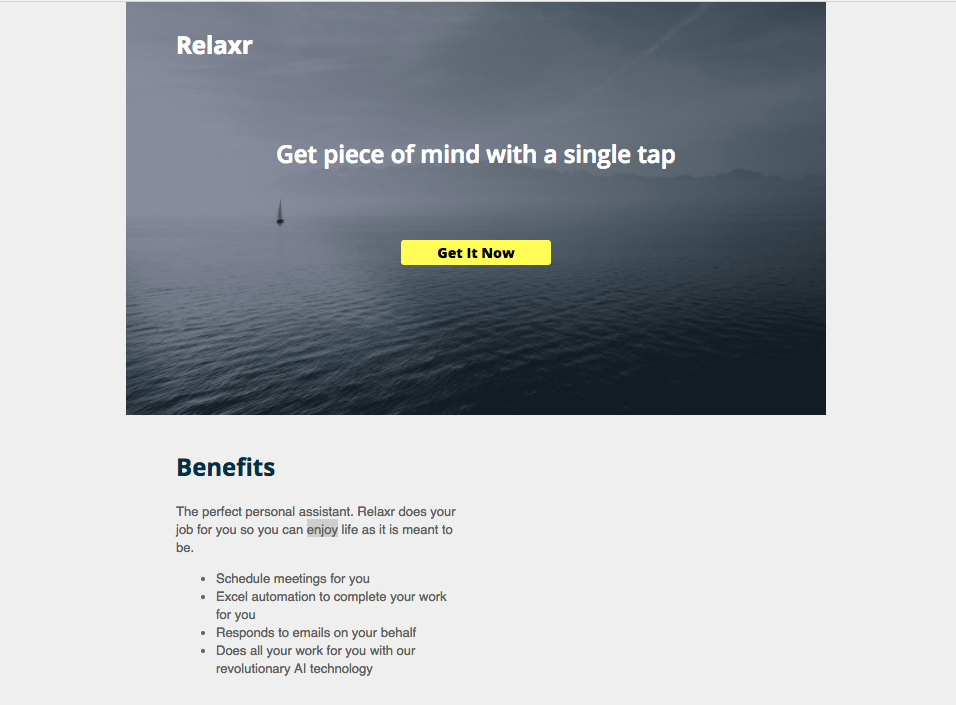 Relaxr
Get piece of mind with a single tap
Get It Now
Benefits
The perfect personal assistant. Relaxr does your
job for you so you can enjoy life as it is meant to
be.
• Schedule meetings for you
• Excel automation to complete your work
for you
• Responds to emails on your behalf
• Does all your work for you with our
revolutionary AI technology